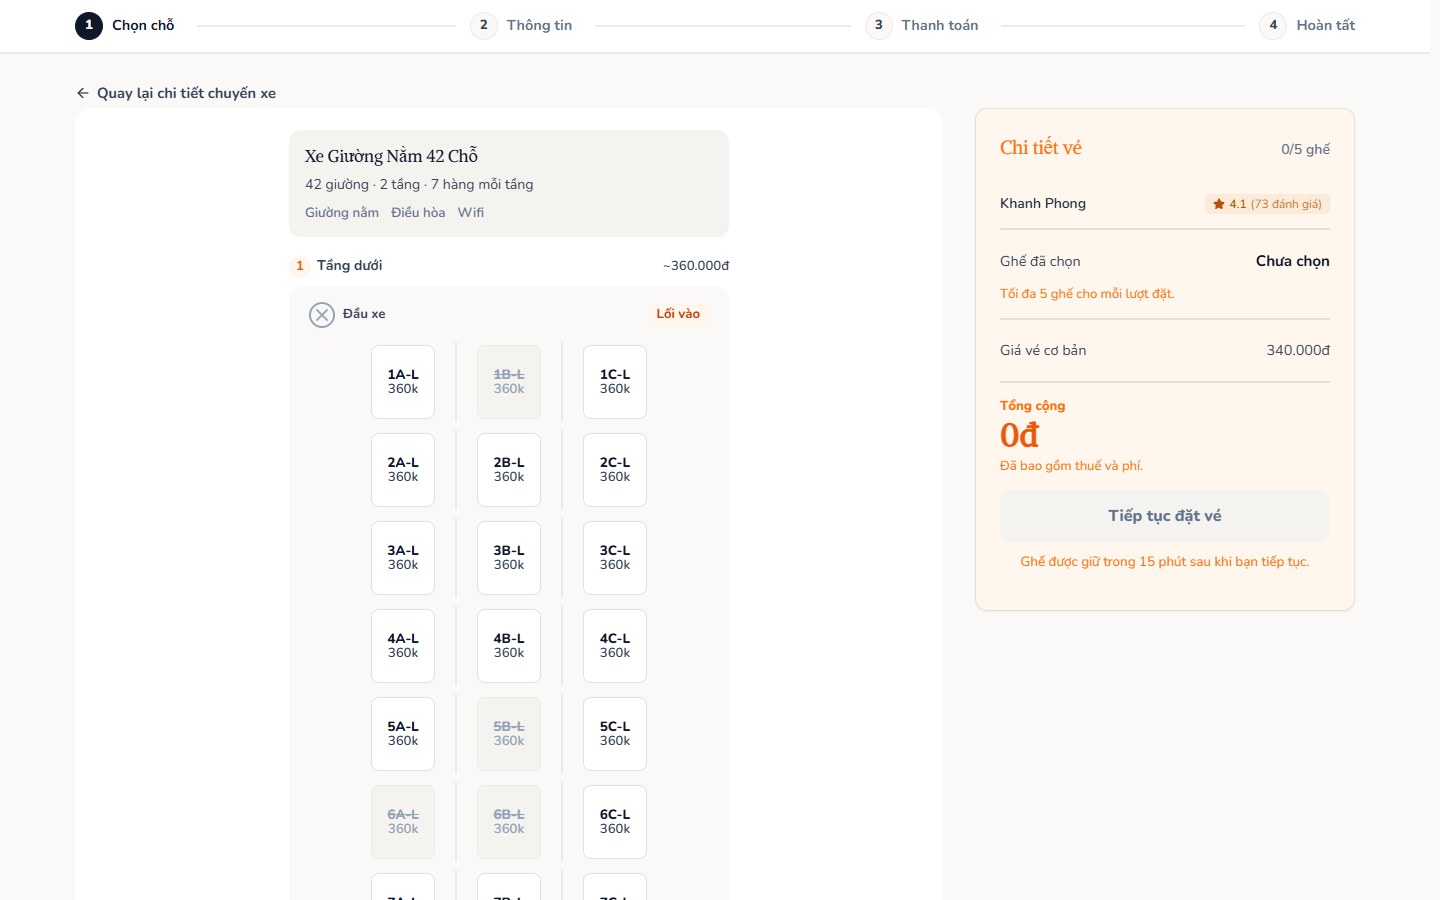 1 Chọn chỗ 2 Thông tin 3 Thanh toán 4 Hoàn tất
Quay lại chi tiết chuyến xe
Xe Giường Nằm 42 Chỗ
42 giường · 2 tầng · 7 hàng mỗi tầng
Giường nằm Điều hòa Wifi
1 Tầng dưới ~360.000đ
Đầu xe Lối vào
1A-L 1B-L 1C-L
360k 360k 360k
2A-L 2B-L 2C-L
360k 360k 360k
3A-L 3B-L 3C-L
360k 360k 360k
4A-L 4B-L 4C-L
360k 360k 360k
5A-L 5B-L 5C-L
360k 360k 360k
6A-L 6B-L 6C-L
360k 360k 360k
7A-L 7B-L 7C-L
Chi tiết vé 0/5 ghế
Khanh Phong 4.1 (73 đánh giá)
Ghế đã chọn Chưa chọn
Tối đa 5 ghế cho mỗi lượt đặt.
Giá vé cơ bản 340.000đ
Tổng cộng
0đ
Đã bao gồm thuế và phí.
Tiếp tục đặt vé
Ghế được giữ trong 15 phút sau khi bạn tiếp tục.